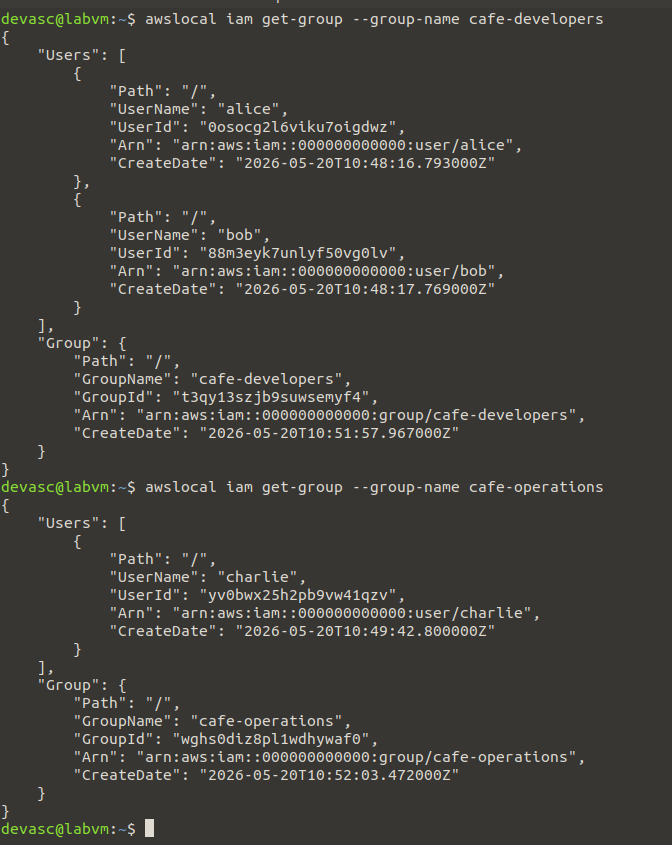 devasc@labvm:~$ awslocal iam get-group --group-name cafe-developers
{
    "Users": [
        {
            "Path": "/",
            "UserName": "alice",
            "UserId": "0osocg2l6viku7oigdwz",
            "Arn": "arn:aws:iam::000000000000:user/alice",
            "CreateDate": "2026-05-20T10:48:16.793000Z"
        },
        {
            "Path": "/",
            "UserName": "bob",
            "UserId": "88m3eyk7unlyf50vg0lv",
            "Arn": "arn:aws:iam::000000000000:user/bob",
            "CreateDate": "2026-05-20T10:48:17.769000Z"
        }
    ],
    "Group": {
        "Path": "/",
        "GroupName": "cafe-developers",
        "GroupId": "t3qy13szjb9suwsemyf4",
        "Arn": "arn:aws:iam::000000000000:group/cafe-developers",
        "CreateDate": "2026-05-20T10:51:57.967000Z"
    }
}
devasc@labvm:~$ awslocal iam get-group --group-name cafe-operations
{
    "Users": [
        {
            "Path": "/",
            "UserName": "charlie",
            "UserId": "yv0bwx25h2pb9vw41qzv",
            "Arn": "arn:aws:iam::000000000000:user/charlie",
            "CreateDate": "2026-05-20T10:49:42.800000Z"
        }
    ],
    "Group": {
        "Path": "/",
        "GroupName": "cafe-operations",
        "GroupId": "wghs0diz8pl1wdhywaf0",
        "Arn": "arn:aws:iam::000000000000:group/cafe-operations",
        "CreateDate": "2026-05-20T10:52:03.472000Z"
    }
}
devasc@labvm:~$